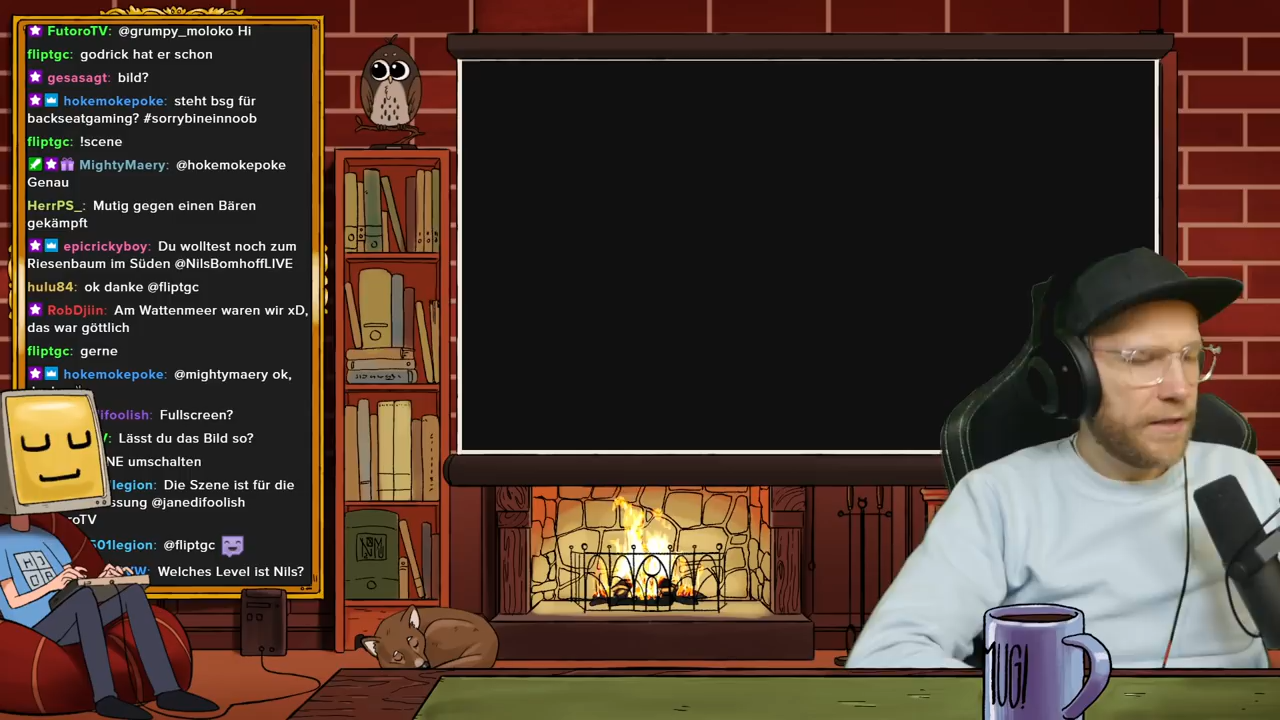 FutoroTV: @grumpy_moloko Hi
fliptgc: godrick hat er schon
gesasagt: bild?
hokemokepoke: steht bsg für
backseatgaming? #sorrybineinnoob
fliptgc: !scene
MightyMaery: @hokemokepoke
Genau
HerrPS_: Mutig gegen einen Bären
gekämpft
epicrickyboy: Du wolltest noch zum
Riesenbaum im Süden @NilsBomhoffLIVE
hulu84: ok danke @fliptgc
RobDjiin: Am Wattenmeer waren wir xD,
das war göttlich
fliptgc: gerne
hokemokepoke: @mightymaery ok,
ifoolish: Fullscreen?
: Lässt du das Bild so?
NE umschalten
legion: Die Szene ist für die
ssung @janedifoolish
roTV
501legion: @fliptgc
W: Welches Level ist Nils?
MUG!